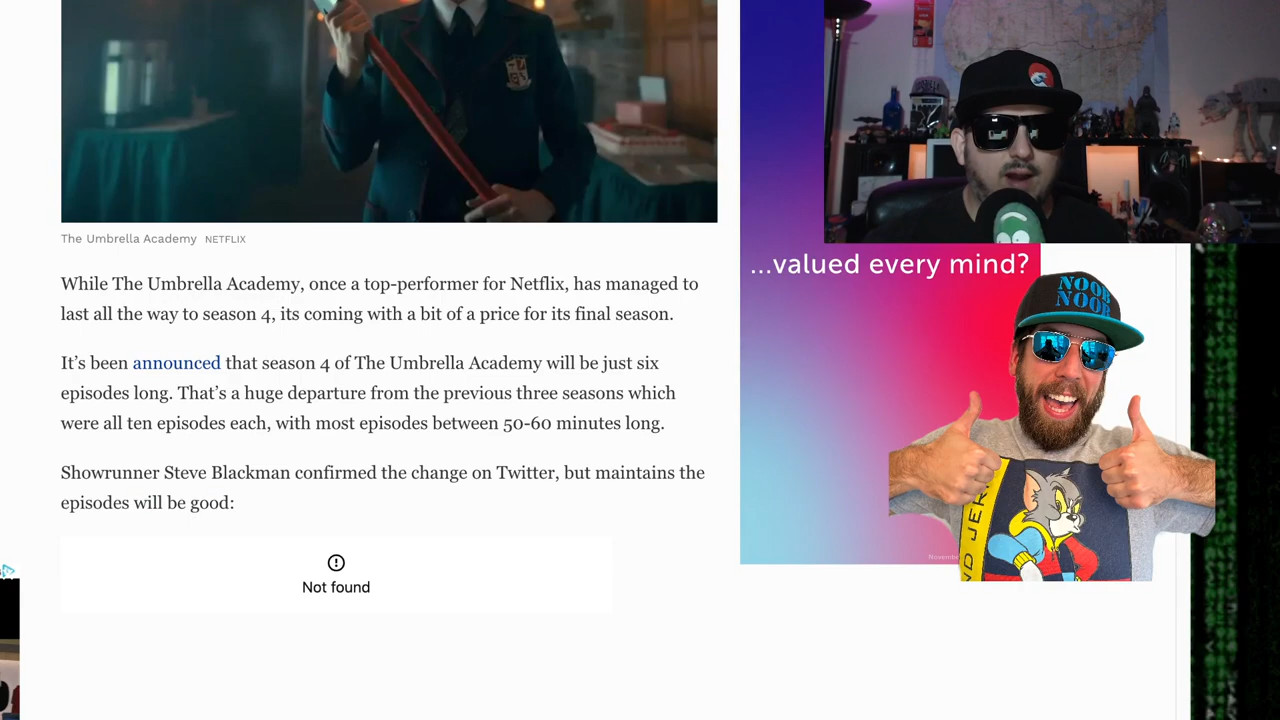 The Umbrella Academy NETFLIX
While The Umbrella Academy, once a top-performer for Netflix, has managed to
last all the way to season 4, its coming with a bit of a price for its final season.
It’s been announced that season 4 of The Umbrella Academy will be just six
episodes long. That’s a huge departure from the previous three seasons which
were all ten episodes each, with most episodes between 50-60 minutes long.
Showrunner Steve Blackman confirmed the change on Twitter, but maintains the
episodes will be good:
Not found
...valued every mind?
NOOB
NOOB
ND JER